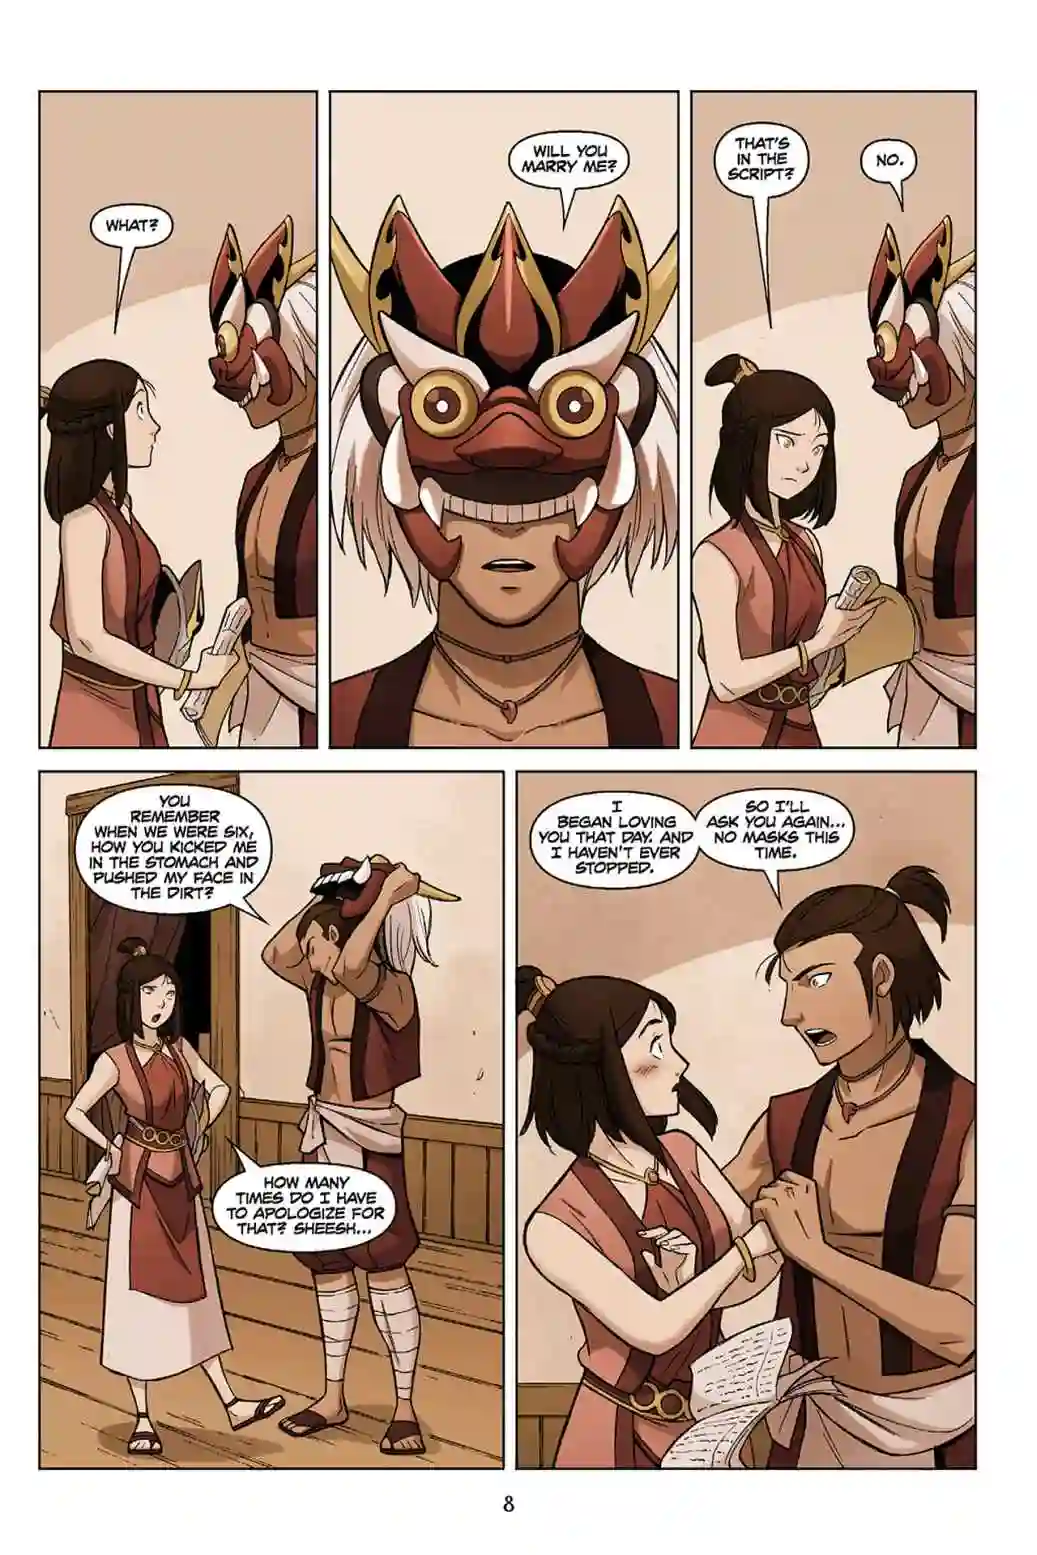 WHAT?
WILL YOU
MARRY ME?
THAT'S
IN THE
SCRIPT?
NO.
YOU
REMEMBER
WHEN WE WERE SIX,
HOW YOU KICKED ME
IN THE STOMACH AND
PUSHED MY FACE IN
THE DIRT?
HOW MANY
TIMES DO I HAVE
TO APOLOGIZE FOR
THAT? SHEESH...
I
BEGAN LOVING
YOU THAT DAY. AND
I HAVEN'T EVER
STOPPED.
SO I'LL
ASK YOU AGAIN...
NO MASKS THIS
TIME.
8